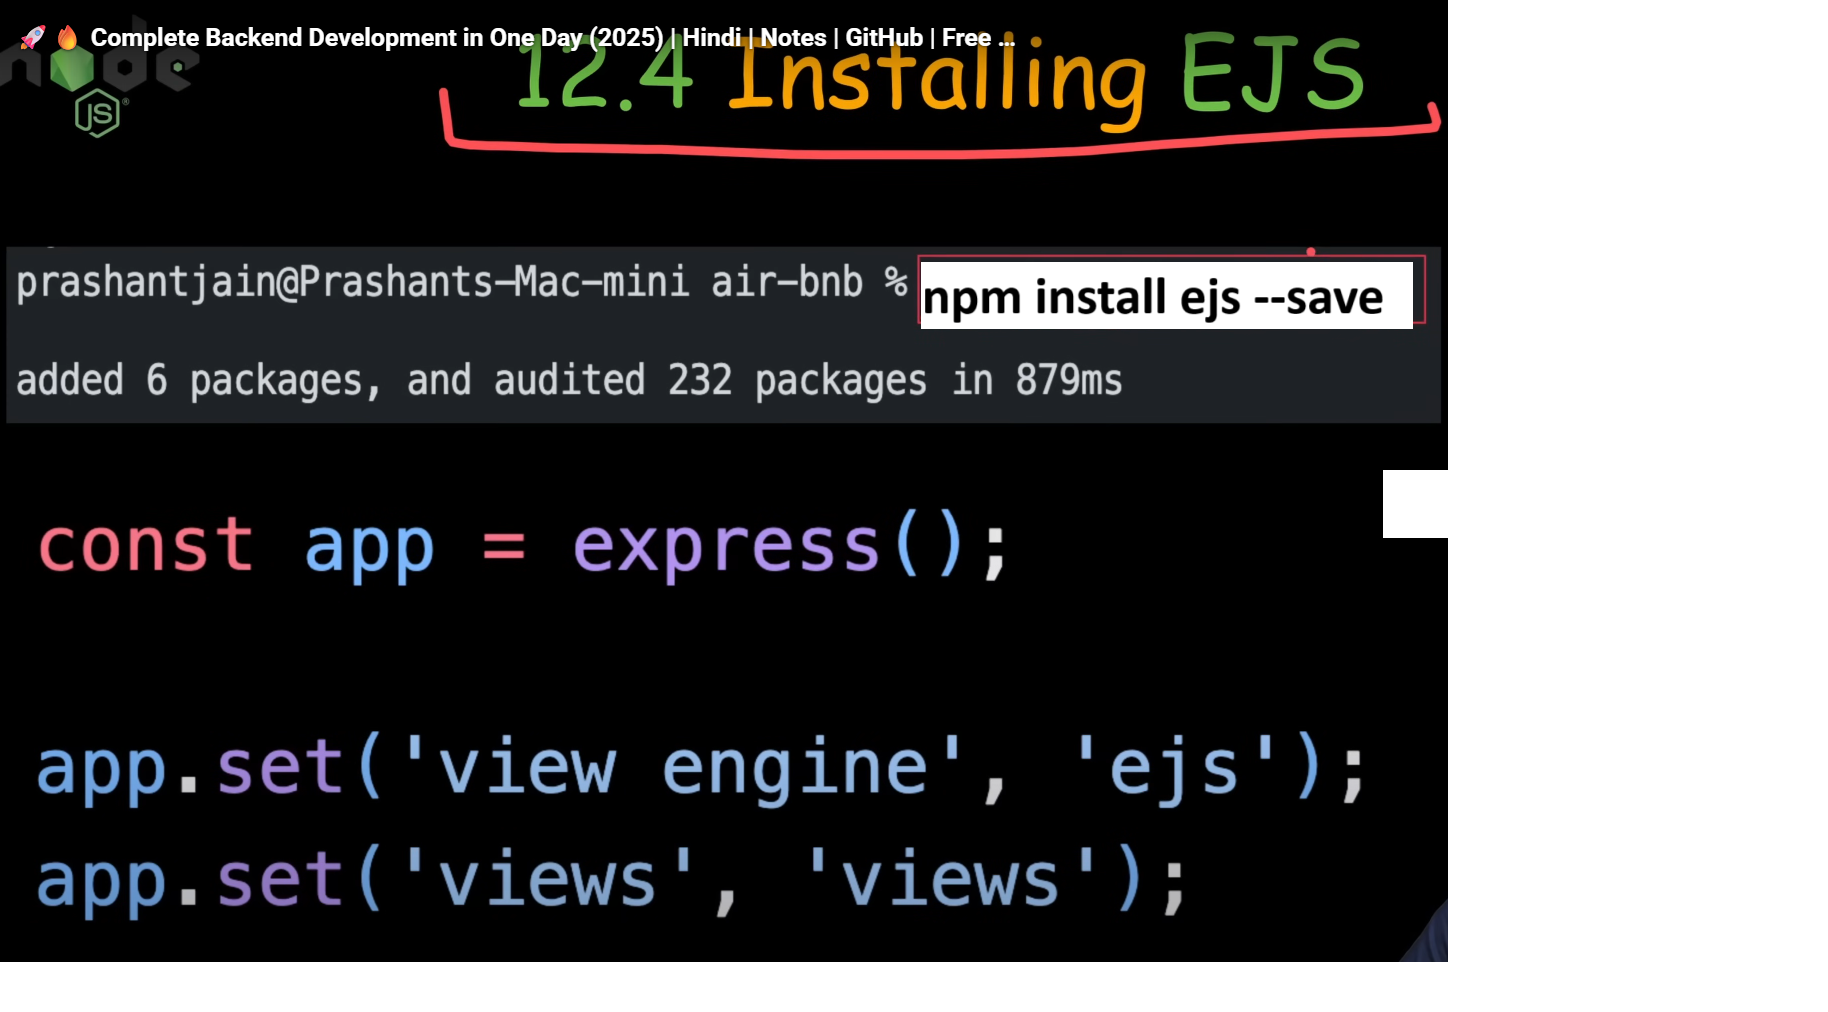 🚀 🔥 Complete Backend Development in One Day (2025) | Hindi | Notes | GitHub | Free ...
node
JS
12.4 Installing EJS
prashantjain@Prashants-Mac-mini air-bnb % npm install ejs --save
added 6 packages, and audited 232 packages in 879ms
const app = express();
app.set('view engine', 'ejs');
app.set('views', 'views');